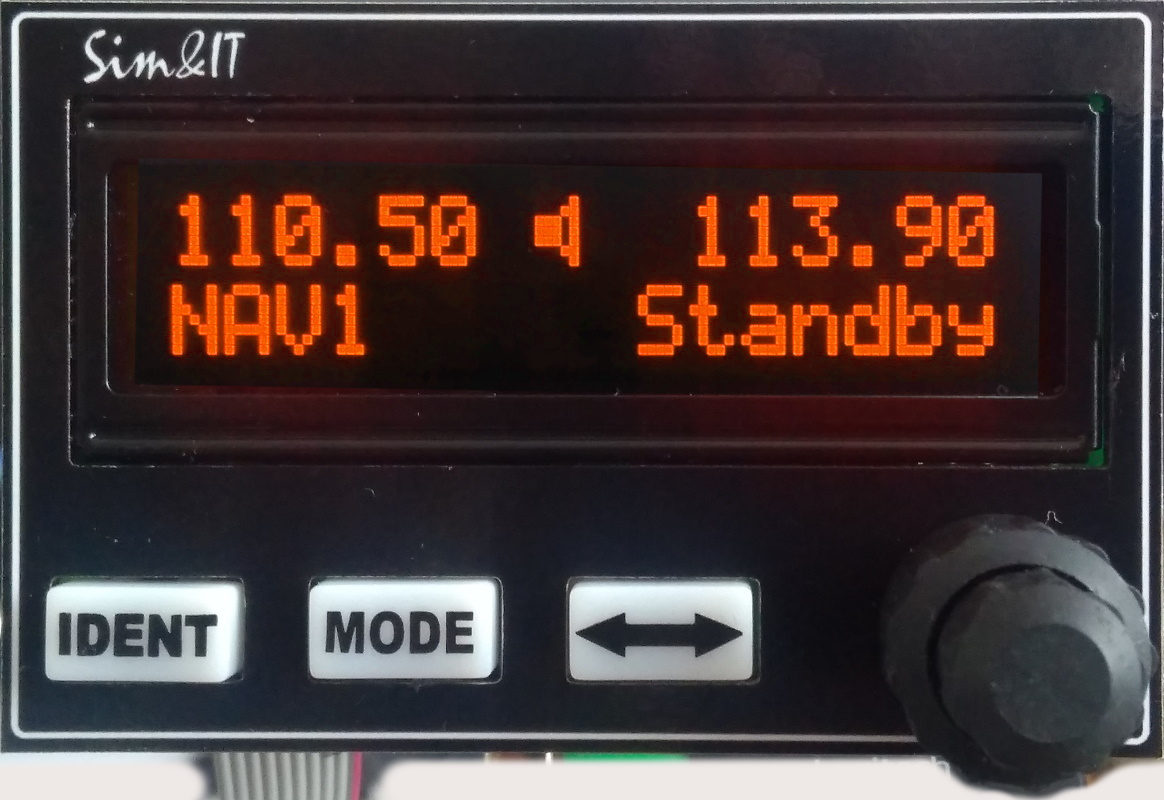 Sim&IT
110.50 113.90
NAV1 Standby
IDENT MODE